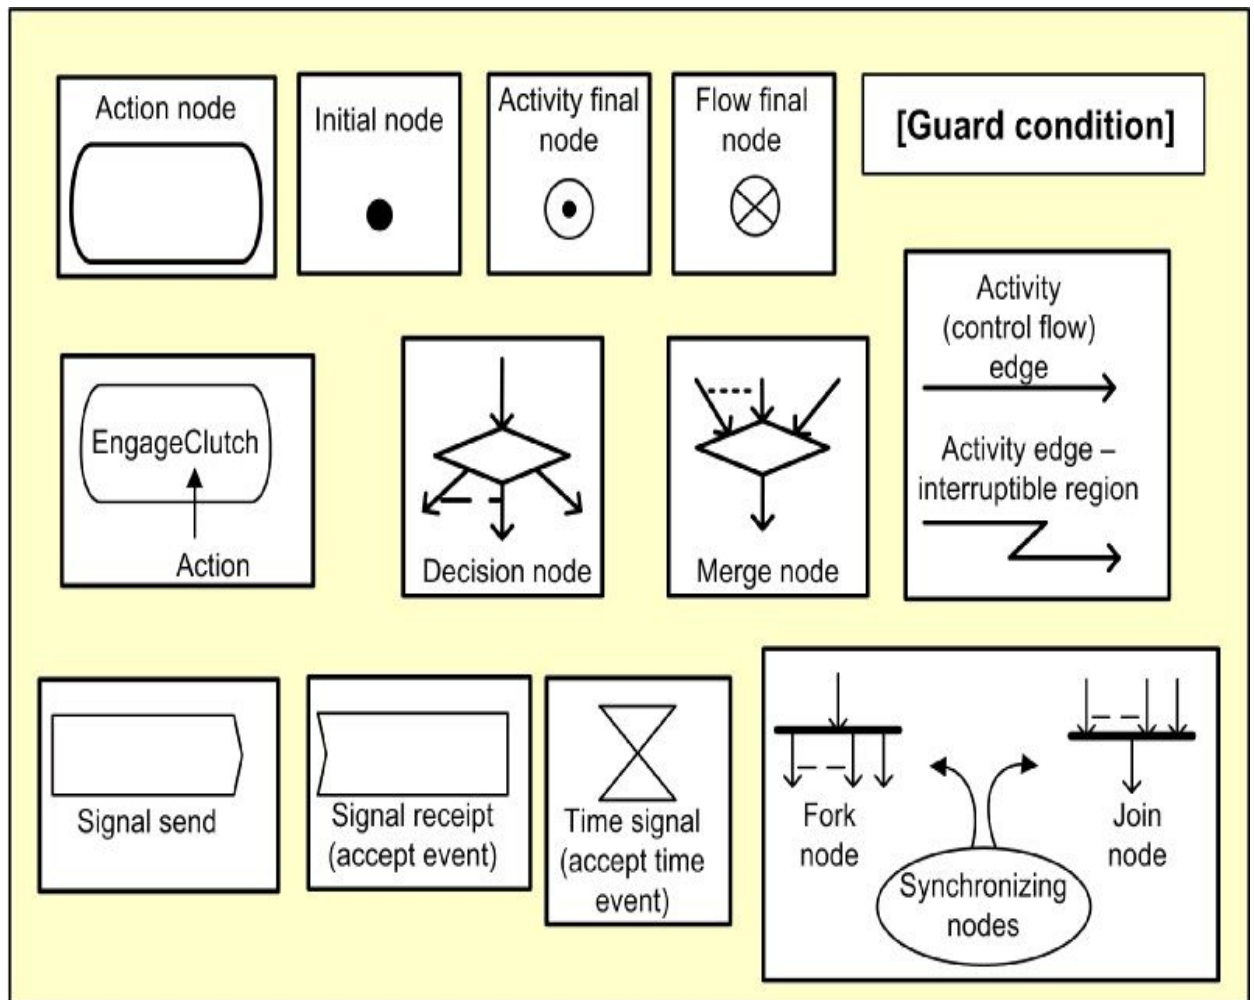 Action node
Initial node
Activity final
node
Flow final
node
[Guard condition]
Activity
(control flow)
edge
Activity edge –
interruptible region
EngageClutch
Action
Decision node
Merge node
Signal send
Signal receipt
(accept event)
Time signal
(accept time
event)
Fork
node
Join
node
Synchronizing
nodes